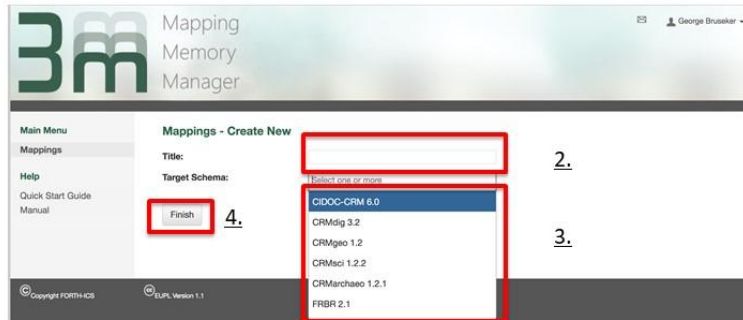 3m
Mapping
Memory
Manager
George Bruseker
Main Menu
Mappings
Help
Quick Start Guide
Manual
Mappings - Create New
Title:
2.
Target Schema:
Select one or more
CIDOC-CRM 6.0
CRMdig 3.2
CRMgeo 1.2
CRMsci 1.2.2
CRMarchaeo 1.2.1
FRBR 2.1
3.
Finish
4.
© Copyright FORTH-ICS
cc EUPL Version 1.1